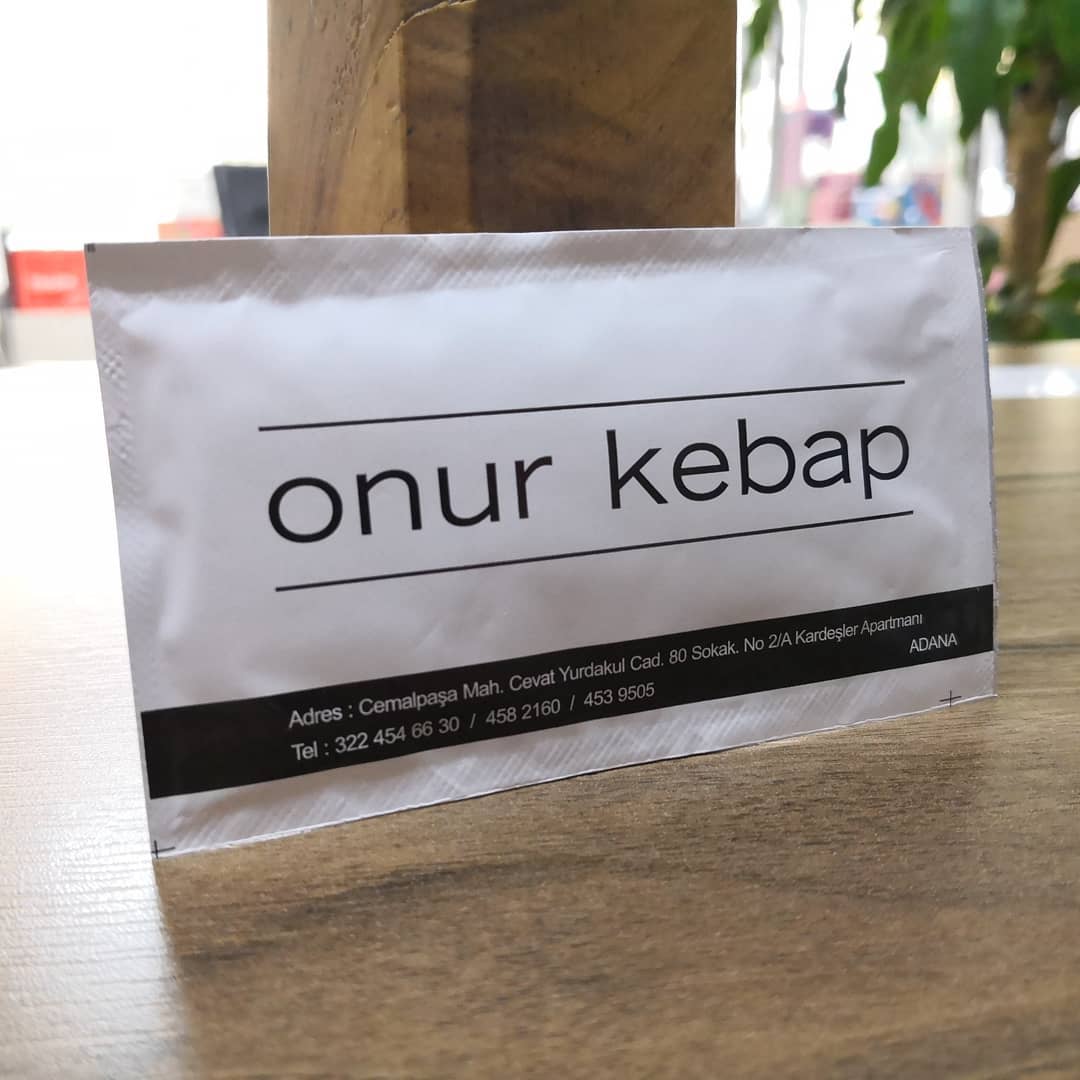 onur kebap
Adres : Cemalpaşa Mah. Cevat Yurdakul Cad. 80 Sokak. No 2/A Kardeşler Apartmanı
ADANA
Tel : 322 454 66 30 / 458 2160 / 453 9505